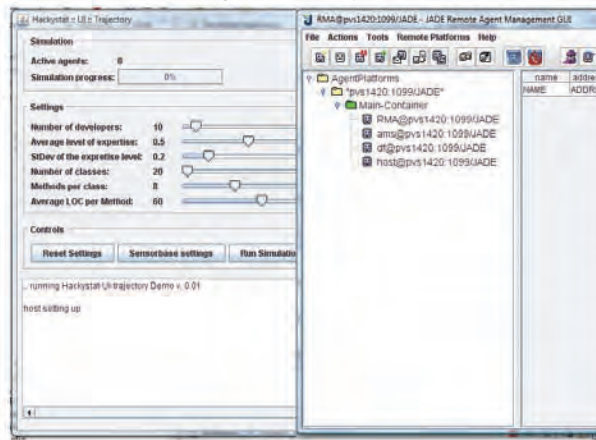 Hackystat :: UI :: Trajectory
Simulation
Active agents: 0
Simulation progress: 0%
Settings
Number of developers: 10
Average level of expertise: 0.5
StDev of the expretise level: 0.2
Number of classes: 20
Methods per class: 8
Average LOC per Method: 60
Controls
Reset Settings Sensorbase settings Run Simulatio
running Hackystat UI trajectory Demo v. 0.01
host setting up
RMA@pvs1420:1099/JADE - JADE Remote Agent Management GUI
File Actions Tools Remote Platforms Help
AgentPlatforms
"pvs1420:1099/JADE"
Main-Container
RMA@pvs1420:1099/JADE
ams@pvs1420:1099/JADE
df@pvs1420:1099/JADE
host@pvs1420:1099/JADE
name addre
NAME ADDR